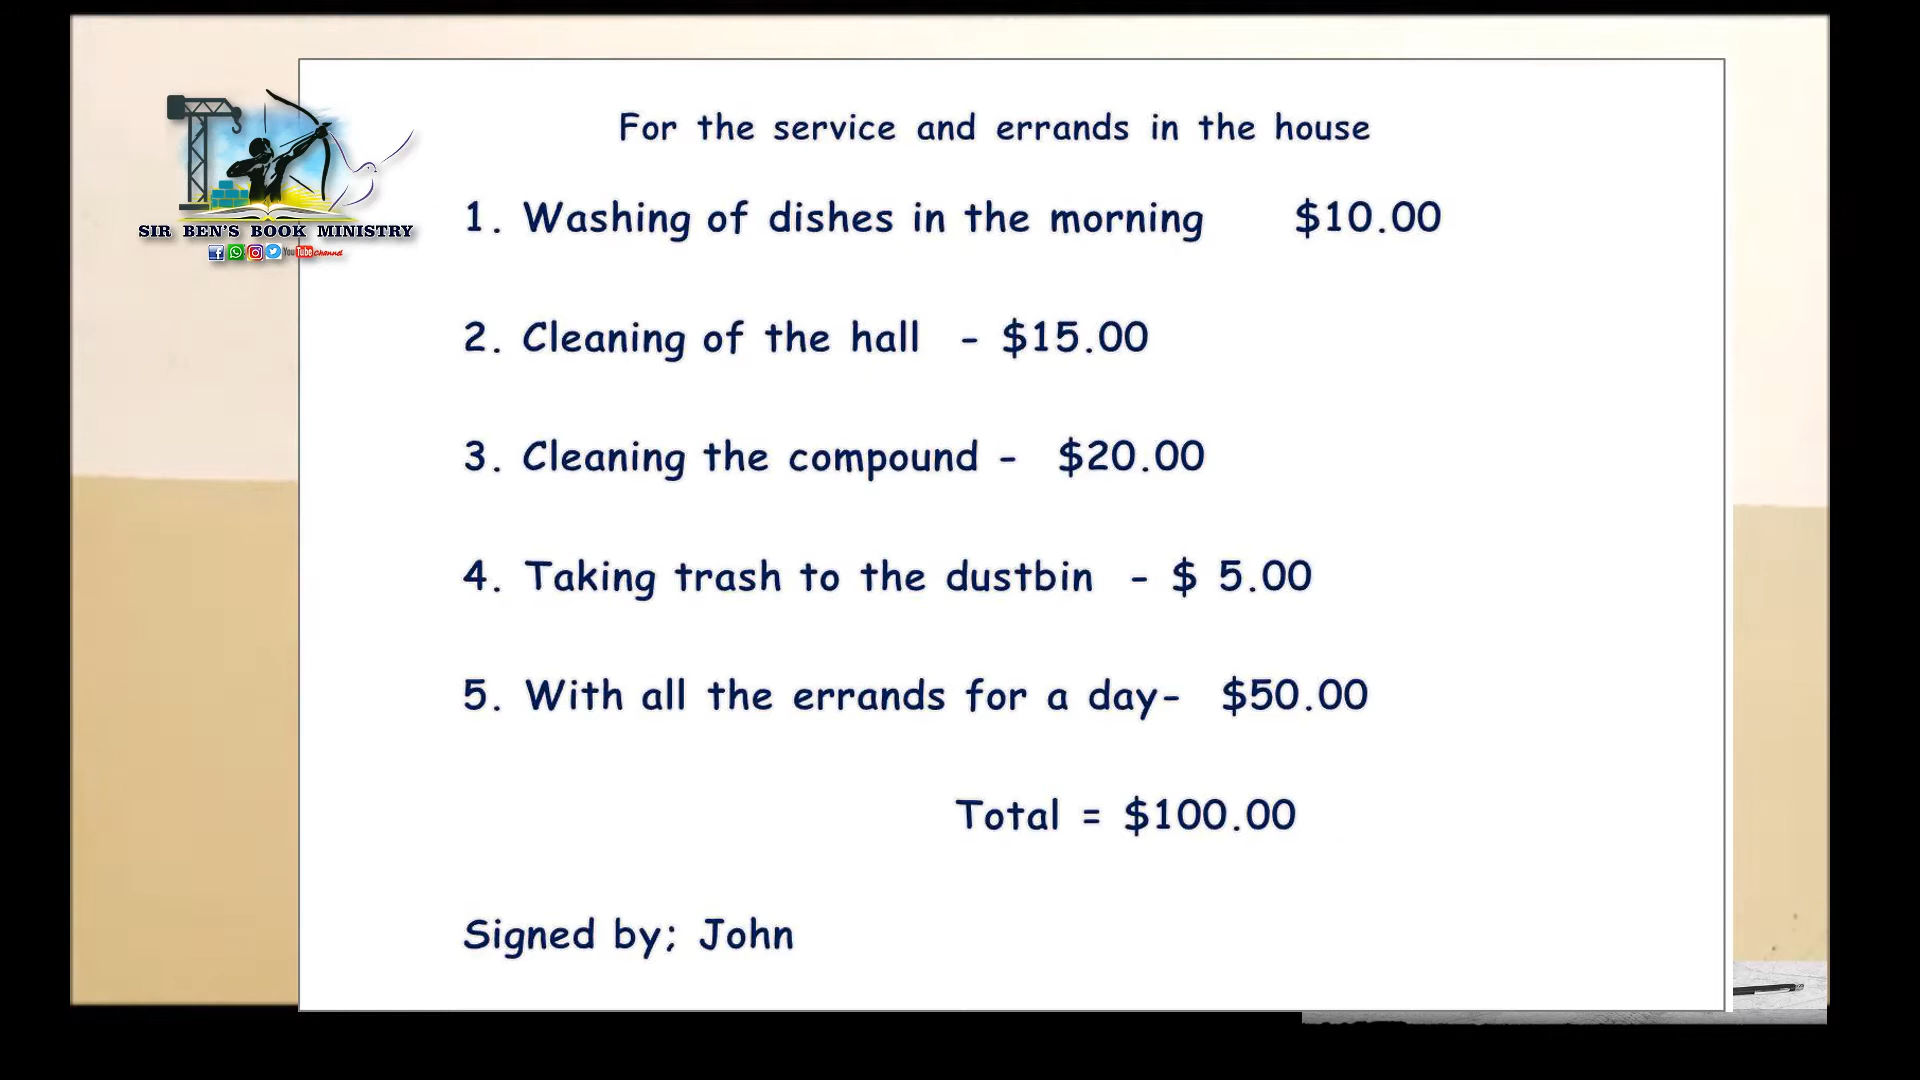 For the service and errands in the house
SIR BEN'S BOOK MINISTRY
YouTube Channel
1. Washing of dishes in the morning $10.00
2. Cleaning of the hall - $15.00
3. Cleaning the compound - $20.00
4. Taking trash to the dustbin - $ 5.00
5. With all the errands for a day- $50.00
Total = $100.00
Signed by; John